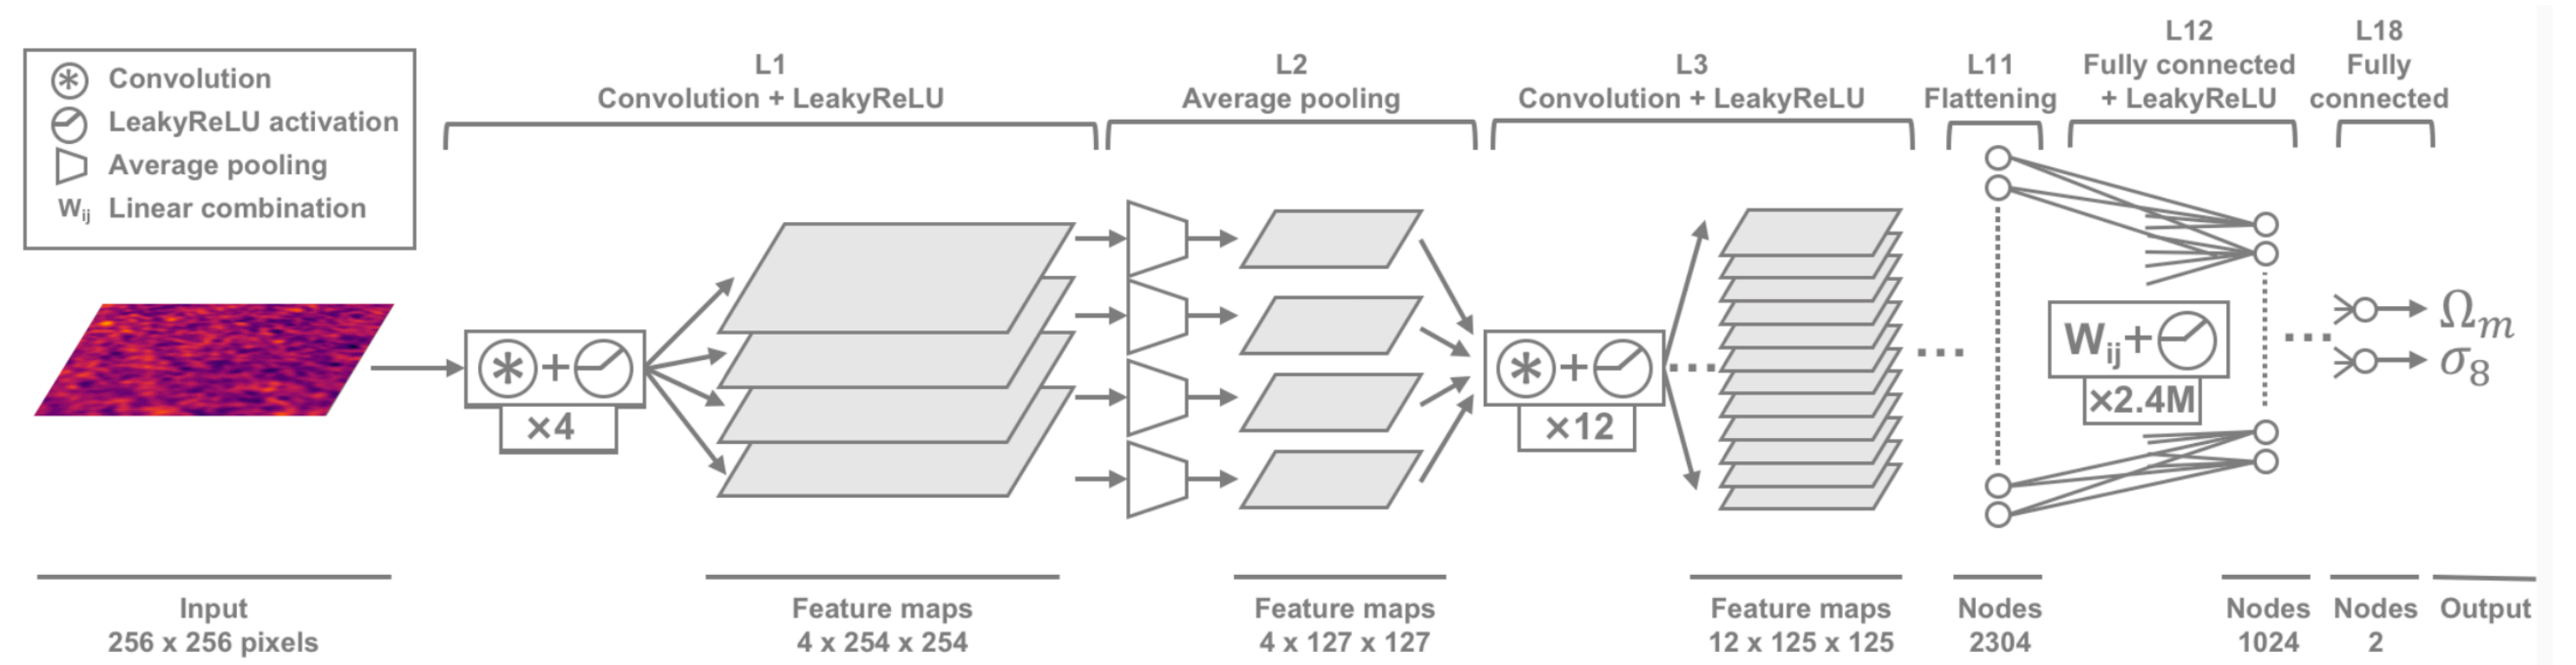 Convolution
LeakyReLU activation
Average pooling
Wij Linear combination
L1
Convolution + LeakyReLU
L2
Average pooling
L3
Convolution + LeakyReLU
L11
Flattening
L12
Fully connected
+ LeakyReLU
L18
Fully
connected
+
×4
+
×12
...
...
Wij+
×2.4M
...
Ωm
σ8
Input
256 x 256 pixels
Feature maps
4 x 254 x 254
Feature maps
4 x 127 x 127
Feature maps
12 x 125 x 125
Nodes
2304
Nodes
1024
Nodes
2
Output